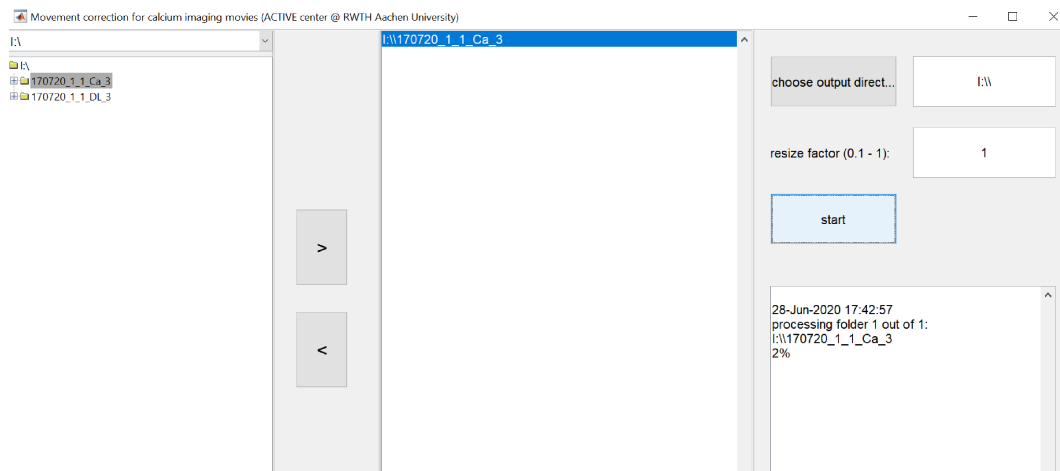 Movement correction for calcium imaging movies (ACTIVE center @ RWTH Aachen University)
I:\
I:\
170720_1_1_Ca_3
170720_1_1_DL_3
>
<
I:\\170720_1_1_Ca_3
choose output direct...
I:\\
resize factor (0.1 - 1):
1
start
28-Jun-2020 17:42:57
processing folder 1 out of 1:
I:\\170720_1_1_Ca_3
2%